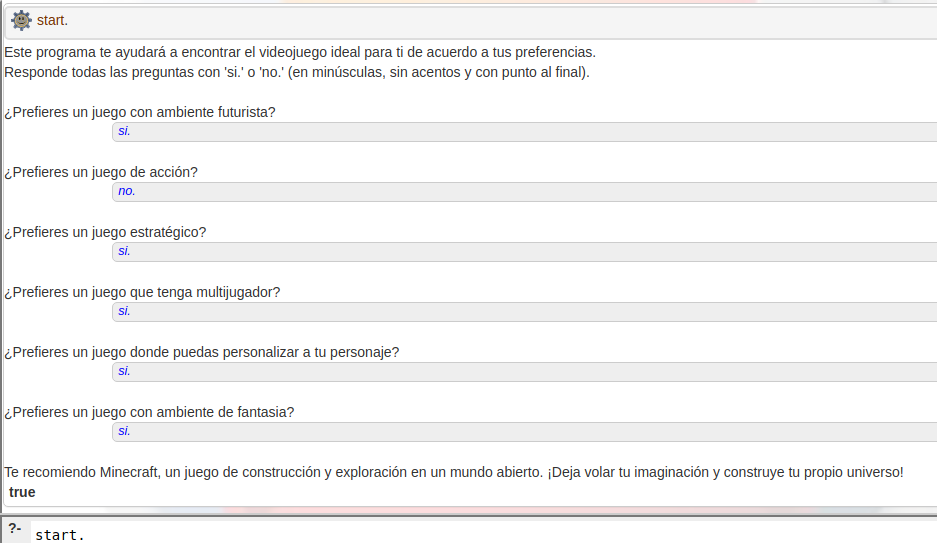 start.
Este programa te ayudará a encontrar el videojuego ideal para ti de acuerdo a tus preferencias.
Responde todas las preguntas con 'si.' o 'no.' (en minúsculas, sin acentos y con punto al final).
¿Prefieres un juego con ambiente futurista?
si.
¿Prefieres un juego de acción?
no.
¿Prefieres un juego estratégico?
si.
¿Prefieres un juego que tenga multijugador?
si.
¿Prefieres un juego donde puedas personalizar a tu personaje?
si.
¿Prefieres un juego con ambiente de fantasia?
si.
Te recomiendo Minecraft, un juego de construcción y exploración en un mundo abierto. ¡Deja volar tu imaginación y construye tu propio universo!
true
?- start.